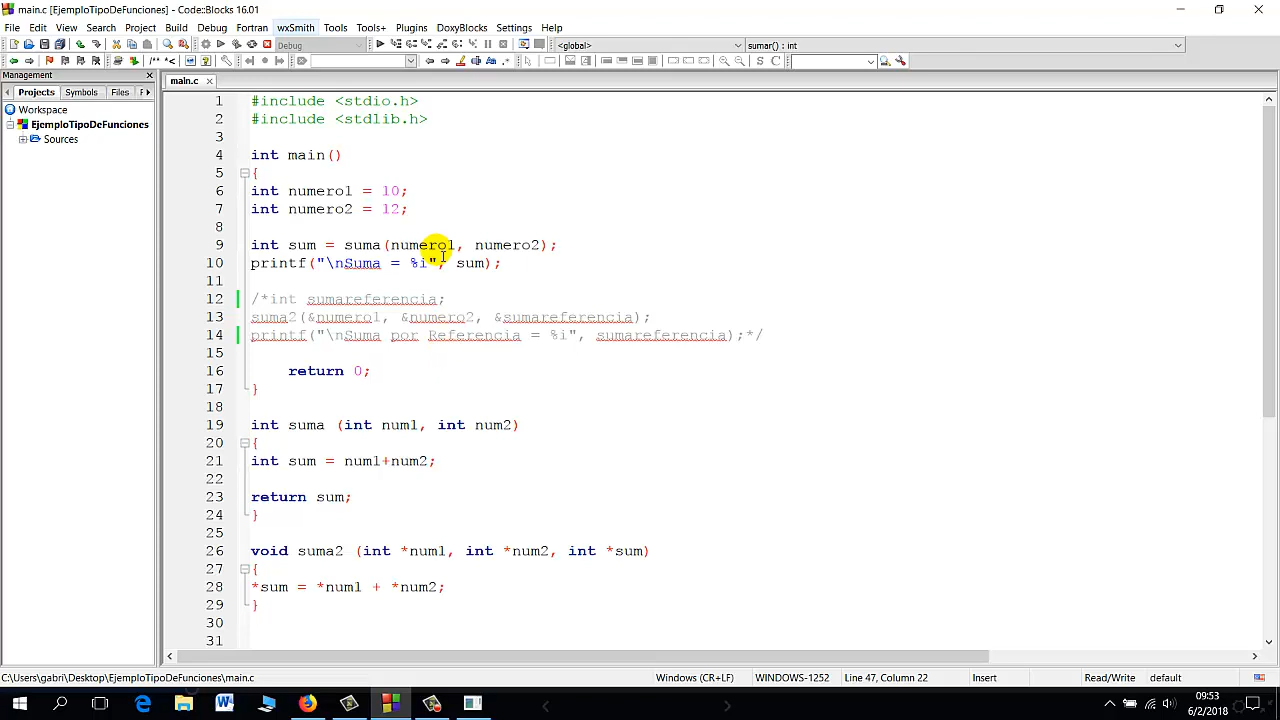 main.c [EjemploTipoDeFunciones] - Code::Blocks 16.01
File Edit View Search Project Build Debug Fortran wxSmith Tools Tools+ Plugins DoxyBlocks Settings Help
Debug <global> sumar() : int
/** *< S C
Management
main.c
Projects Symbols Files F
Workspace
EjemploTipoDeFunciones
Sources
1 #include <stdio.h>
2 #include <stdlib.h>
3
4 int main()
5 {
6 int numero1 = 10;
7 int numero2 = 12;
8
9 int sum = suma(numero1, numero2);
10 printf("\nSuma = %i", sum);
11
12 /*int sumareferencia;
13 suma2(&numero1, &numero2, &sumareferencia);
14 printf("\nSuma por Referencia = %i", sumareferencia);*/
15
16 return 0;
17 }
18
19 int suma (int num1, int num2)
20 {
21 int sum = num1+num2;
22
23 return sum;
24 }
25
26 void suma2 (int *num1, int *num2, int *sum)
27 {
28 *sum = *num1 + *num2;
29 }
30
31
C:\Users\gabri\Desktop\EjemploTipoDeFunciones\main.c Windows (CR+LF) WINDOWS-1252 Line 47, Column 22 Insert Read/Write default
09:53
6/2/2018